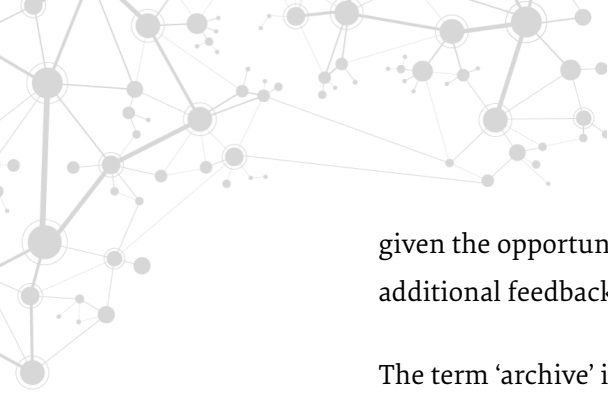 given the opportun
additional feedback
The term ‘archive’ i